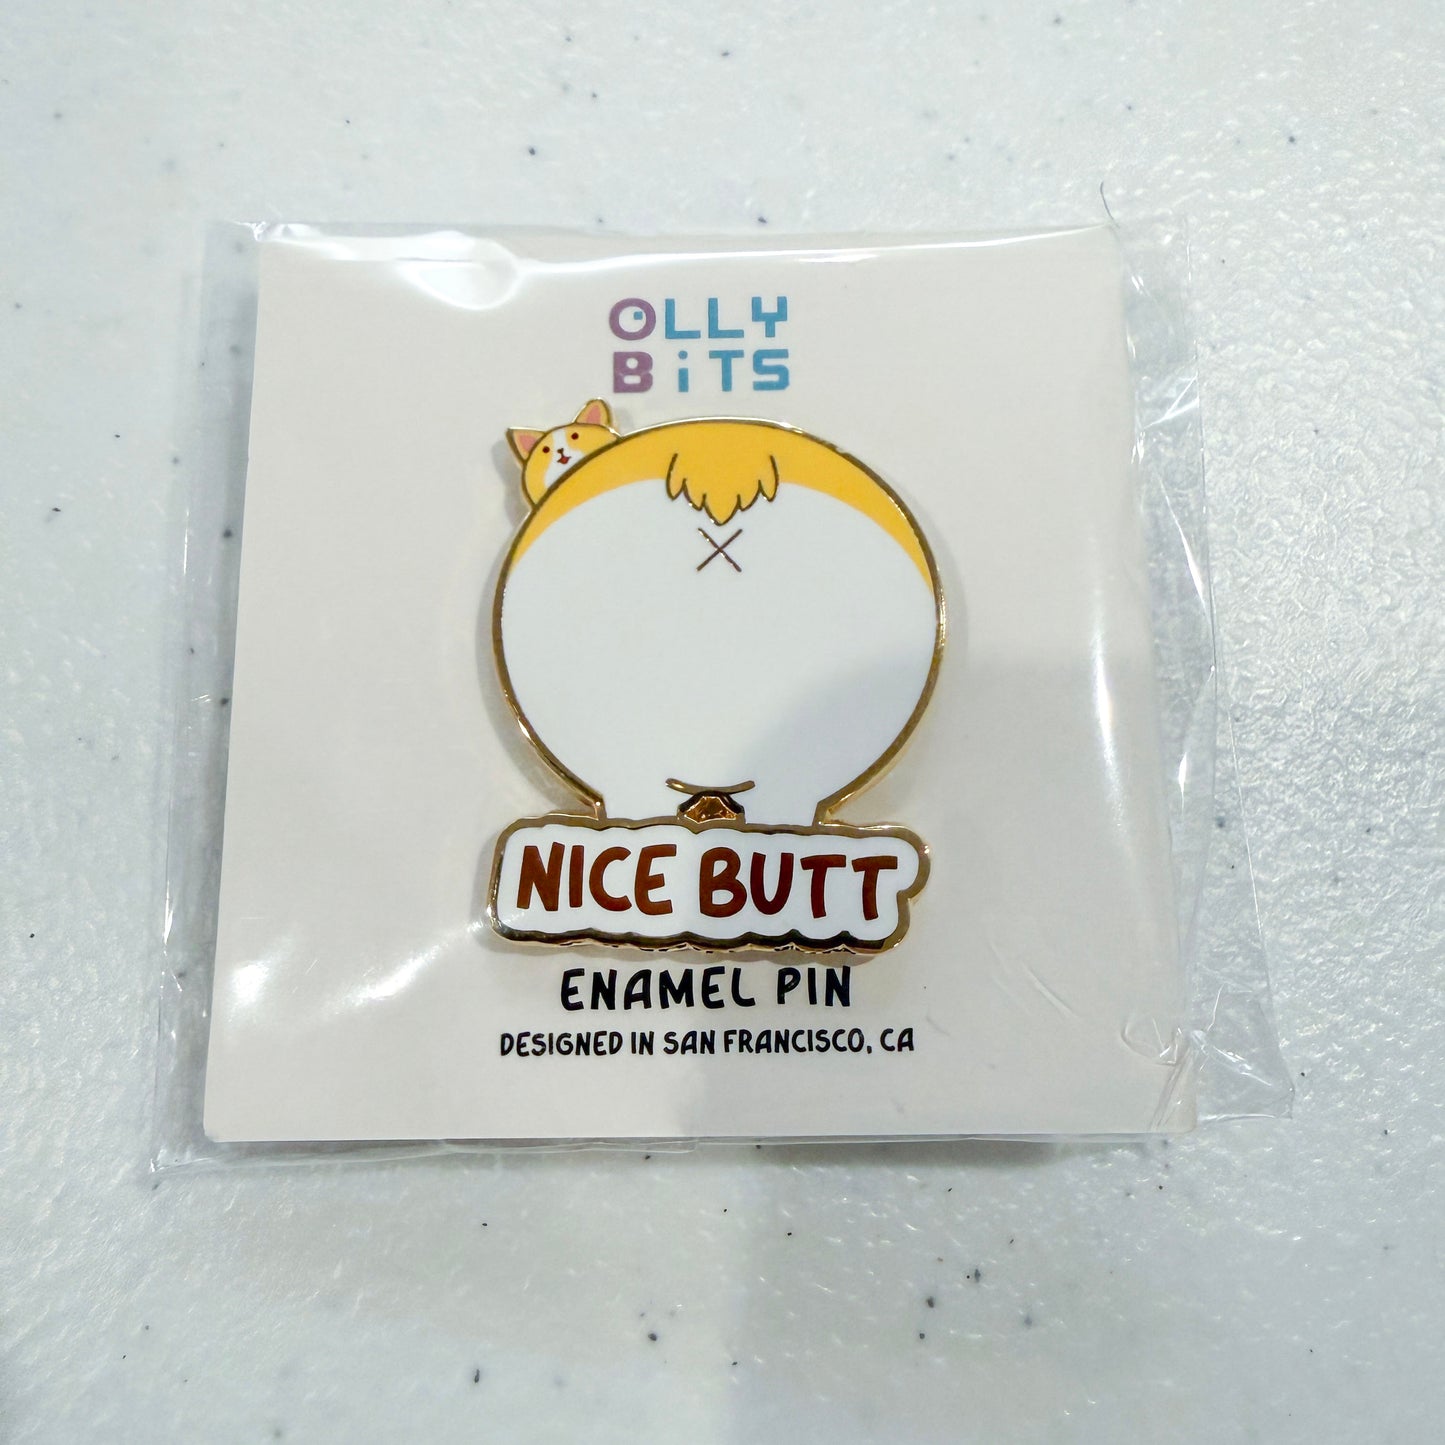 OLLY
BiTS
NICE BUTT
ENAMEL PIN
DESIGNED IN SAN FRANCISCO, CA